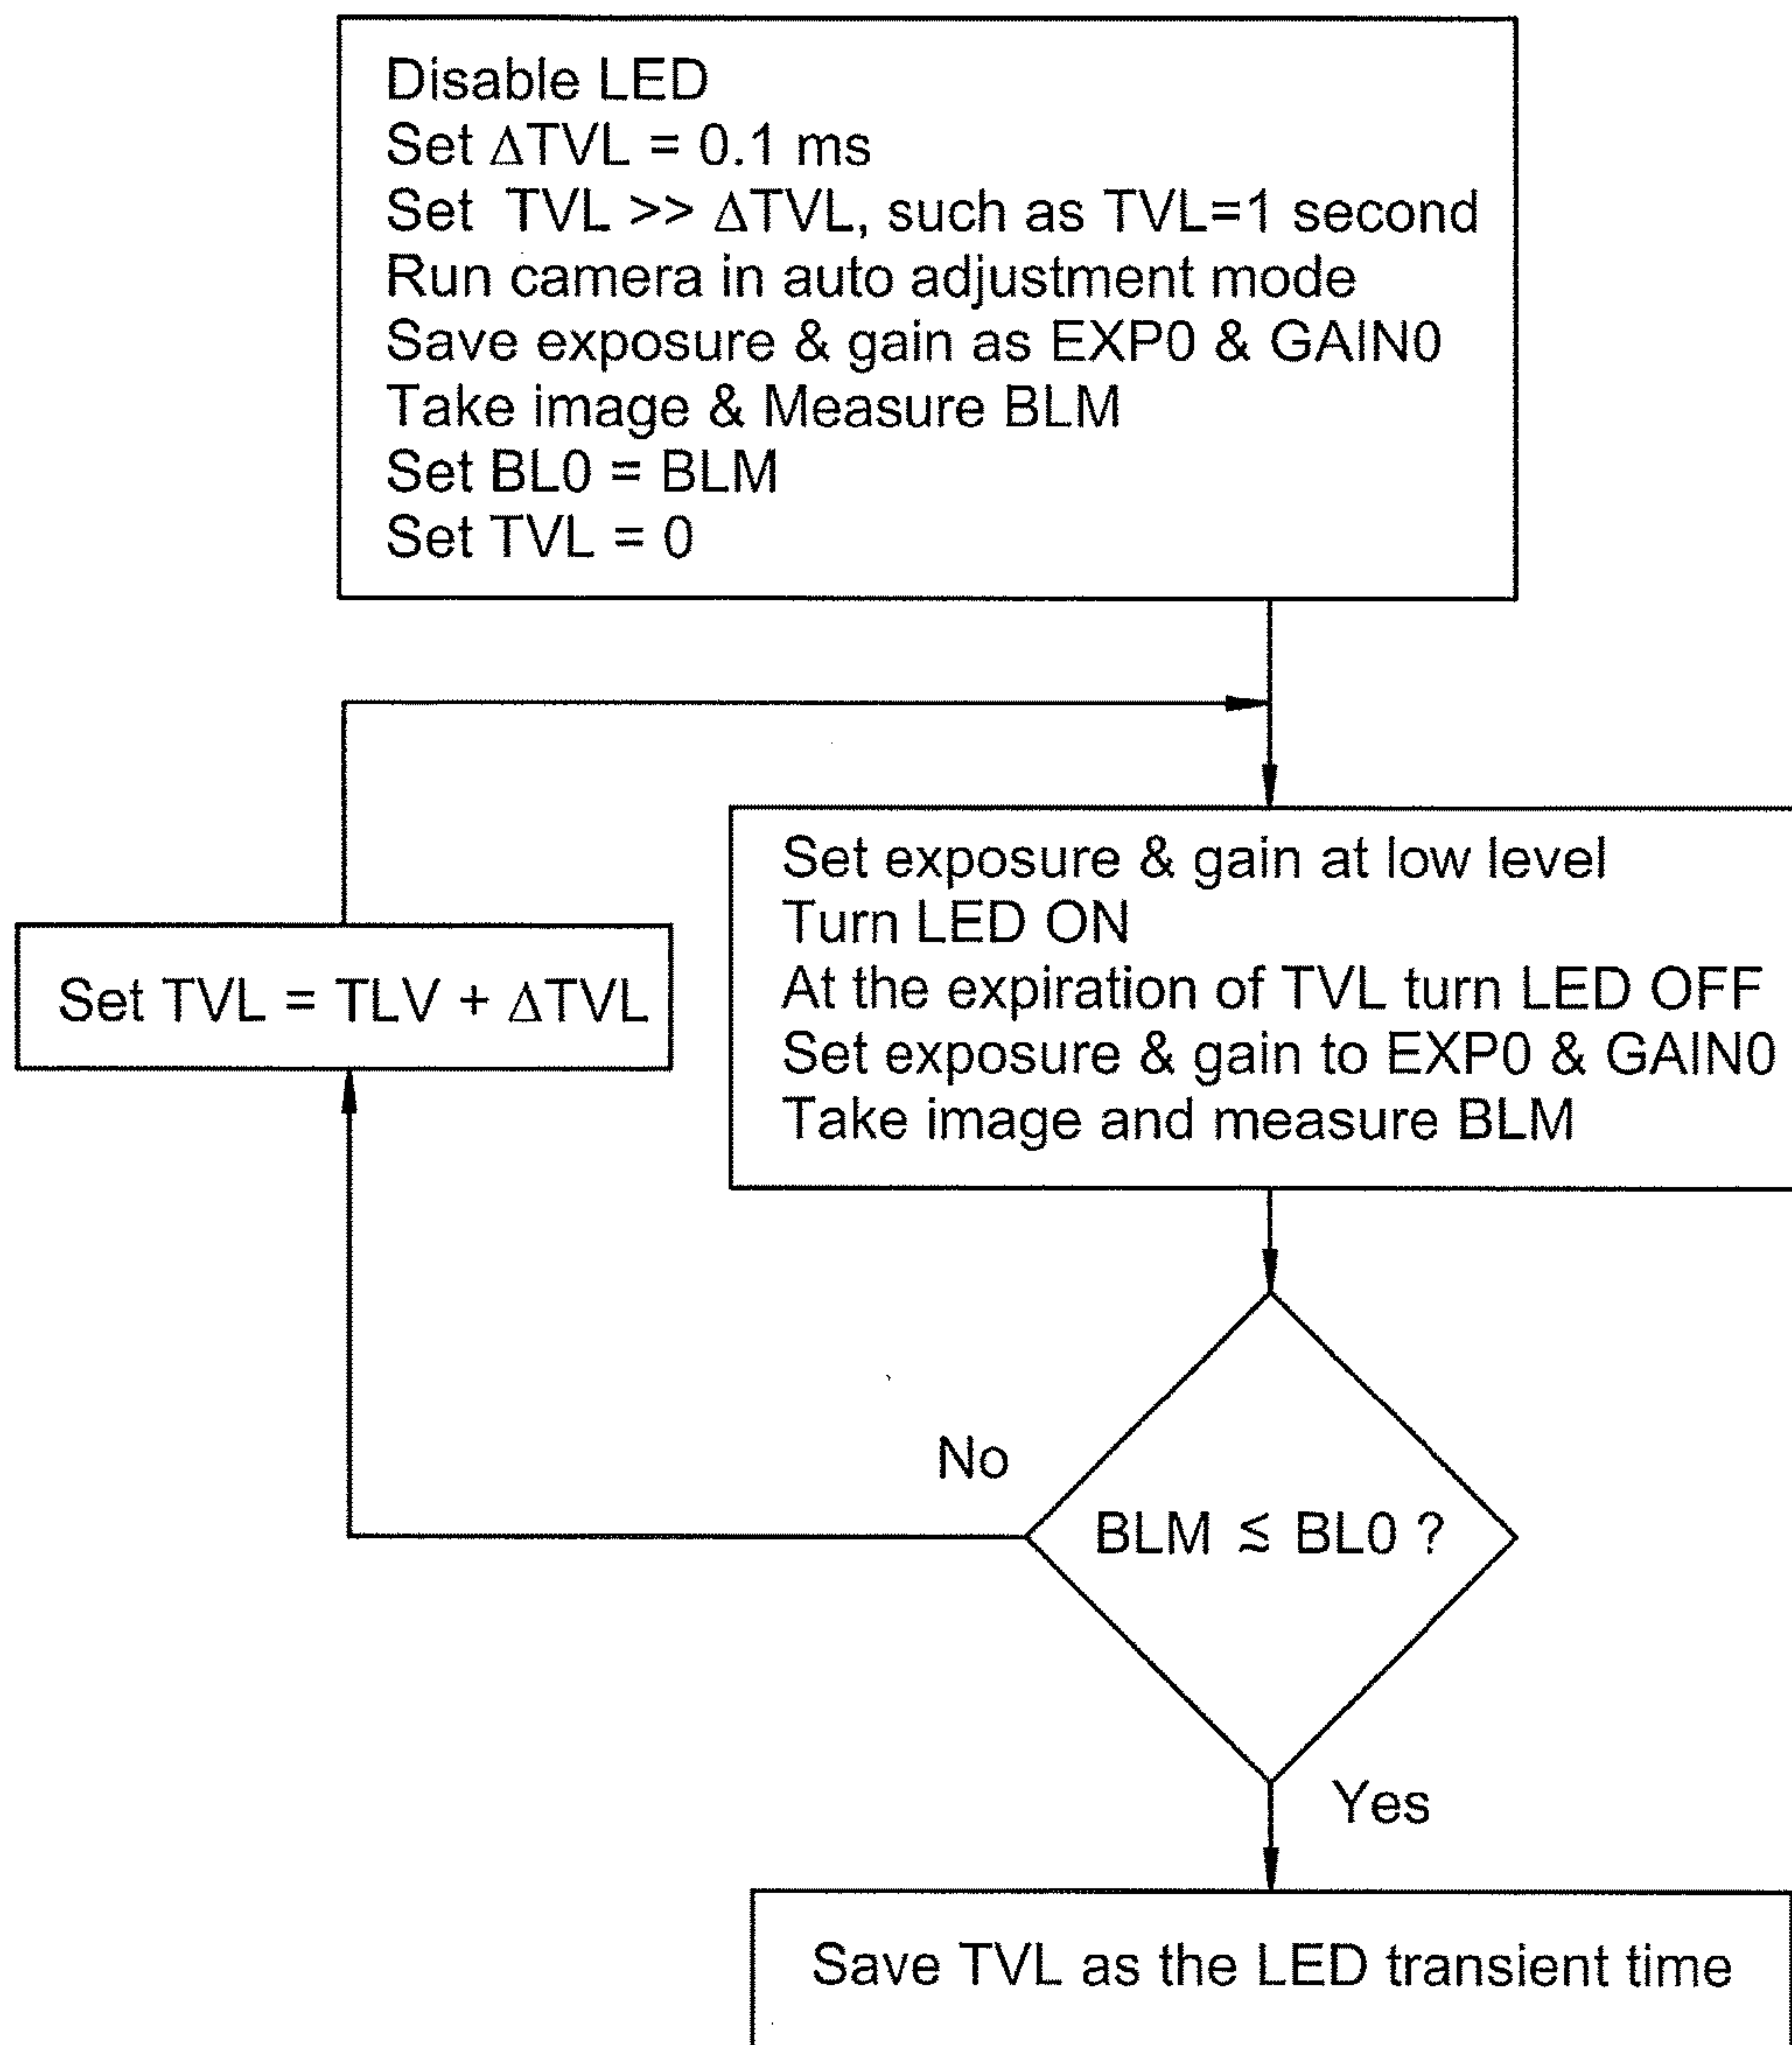 Disable LED
Set ΔTVL = 0.1 ms
Set TVL >> ΔTVL, such as TVL=1 second
Run camera in auto adjustment mode
Save exposure & gain as EXP0 & GAIN0
Take image & Measure BLM
Set BL0 = BLM
Set TVL = 0
Set exposure & gain at low level
Turn LED ON
At the expiration of TVL turn LED OFF
Set exposure & gain to EXP0 & GAIN0
Take image and measure BLM
Set TVL = TLV + ΔTVL
No
BLM ≲ BL0 ?
Yes
Save TVL as the LED transient time